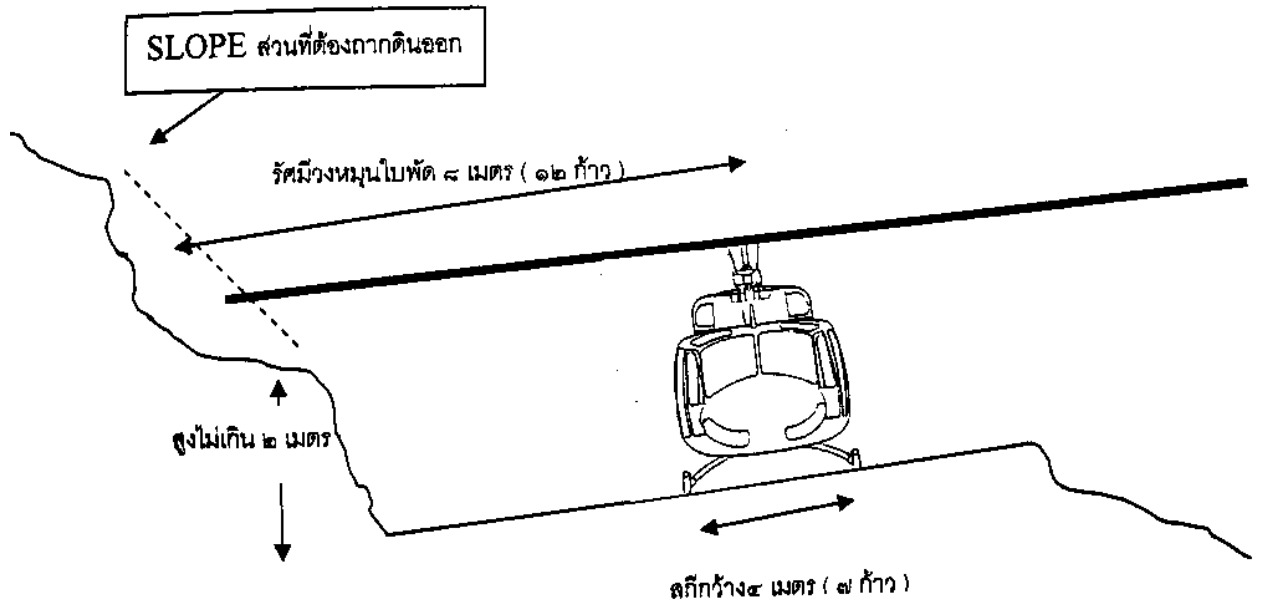 SLOPE ส่วนที่ต้องถากดินออก
รัศมีวงหมุนใบพัด ๘ เมตร ( ๑๒ ก้าว )
สูงไม่เกิน ๒ เมตร
สกีกว้าง๔ เมตร ( ๗ ก้าว )